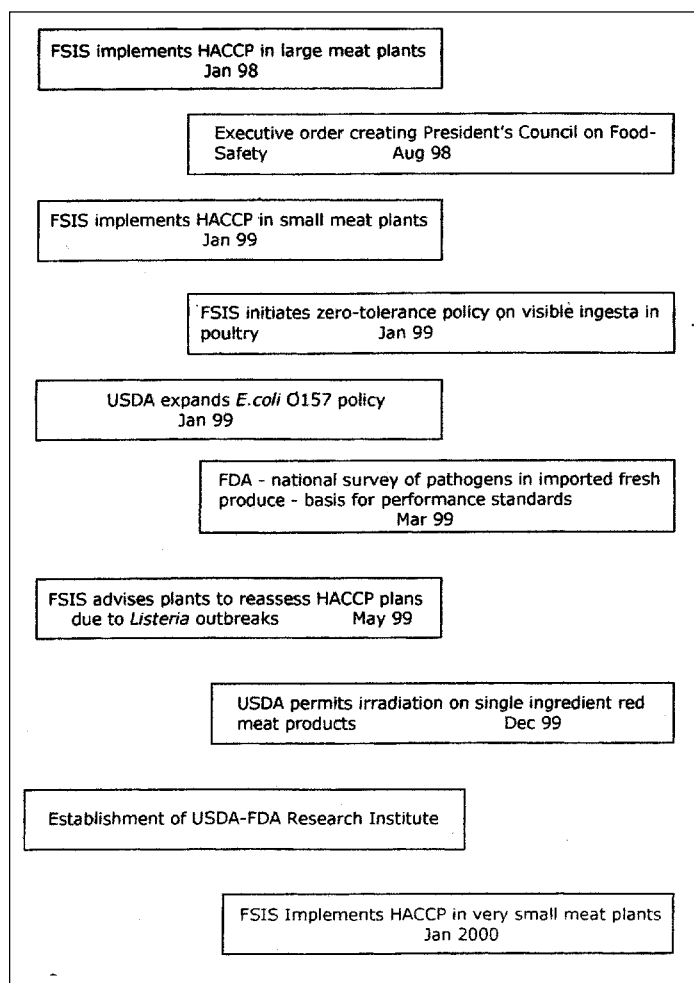 FSIS implements HACCP in large meat plants
Jan 98
Executive order creating President's Council on Food-
Safety Aug 98
FSIS implements HACCP in small meat plants
Jan 99
FSIS initiates zero-tolerance policy on visible ingesta in
poultry Jan 99
USDA expands E.coli O157 policy
Jan 99
FDA - national survey of pathogens in imported fresh
produce - basis for performance standards
Mar 99
FSIS advises plants to reassess HACCP plans
due to Listeria outbreaks May 99
USDA permits irradiation on single ingredient red
meat products Dec 99
Establishment of USDA-FDA Research Institute
FSIS Implements HACCP in very small meat plants
Jan 2000